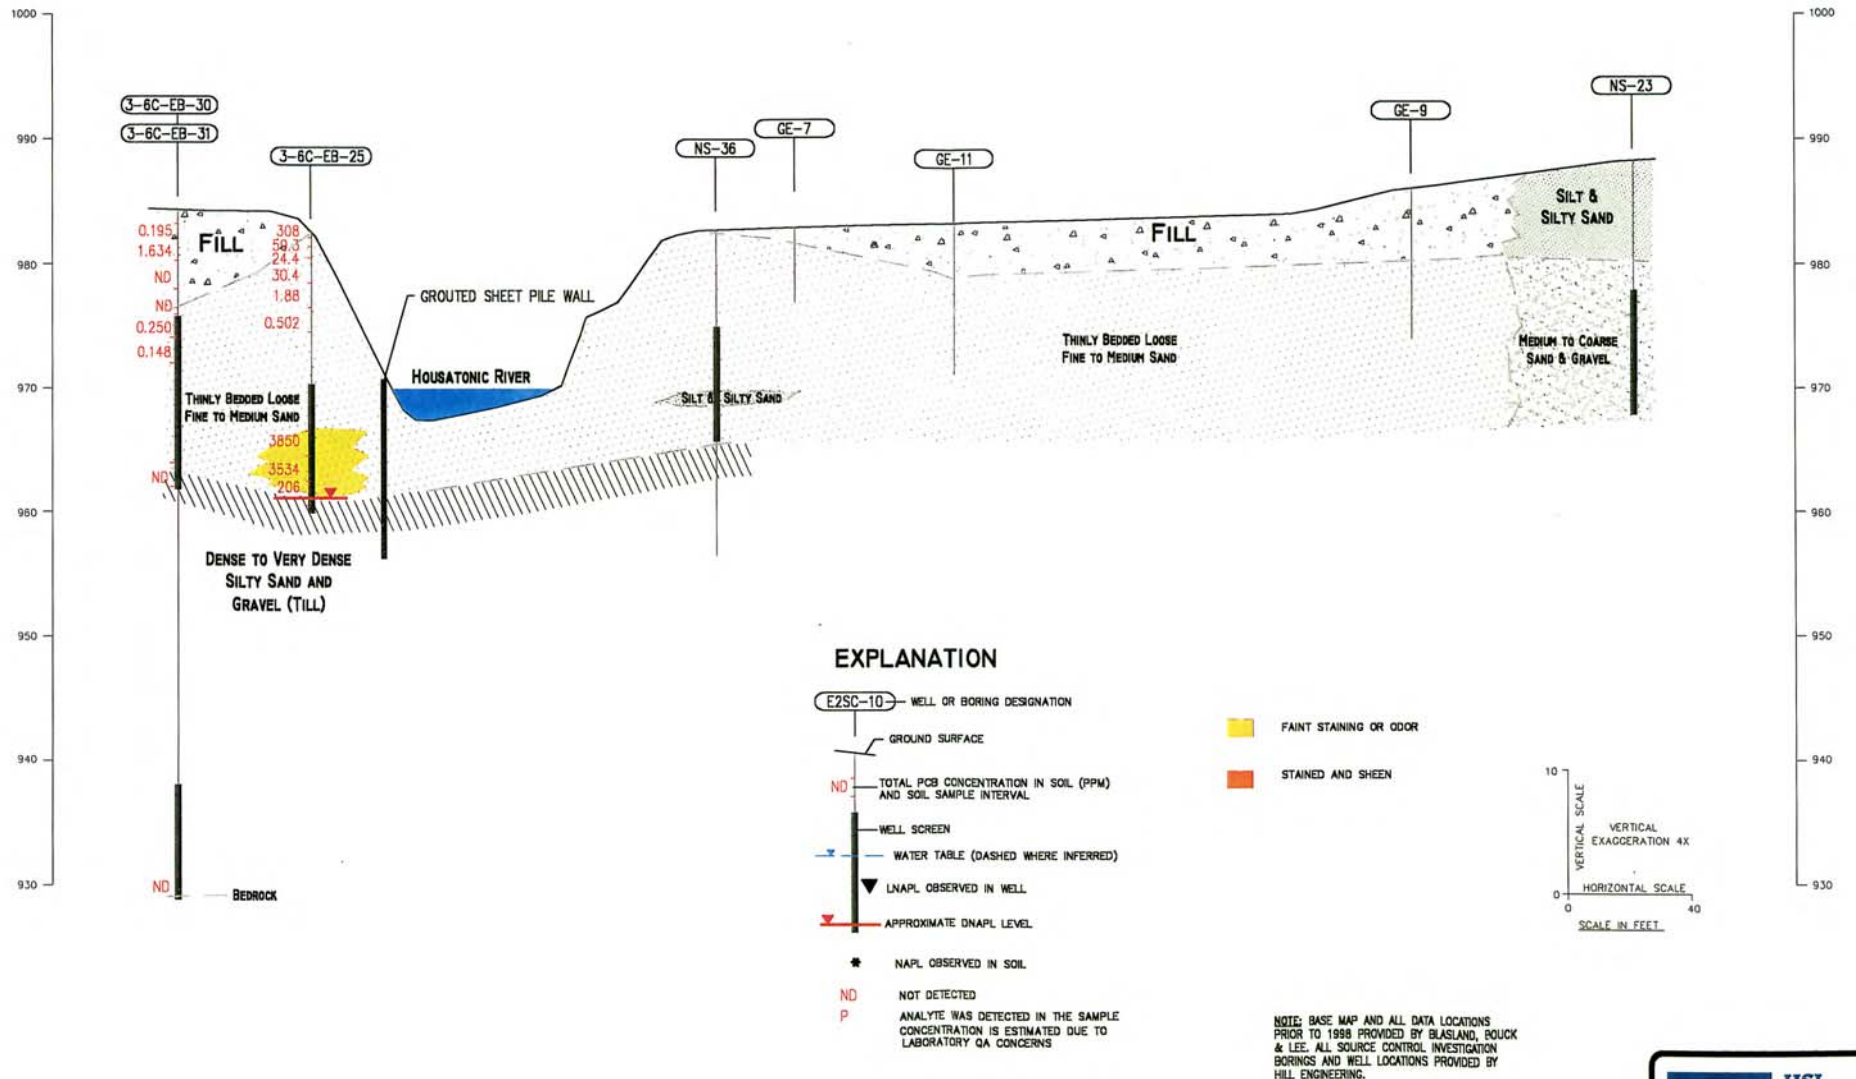 1000
1000
3-6C-EB-30
3-6C-EB-31
3-6C-EB-25
NS-36
GE-7
GE-11
GE-9
NS-23
990
990
0.195
1.634
ND
ND
0.250
0.148
FILL
308
50.3
24.4
30.4
1.88
0.502
FILL
SILT &
SILTY SAND
980
980
GROUTED SHEET PILE WALL
THINLY BEDDED LOOSE
FINE TO MEDIUM SAND
MEDIUM TO COARSE
SAND & GRAVEL
HOUSATONIC RIVER
970
970
THINLY BEDDED LOOSE
FINE TO MEDIUM SAND
SILT & SILTY SAND
3850
3534
206
ND
960
960
DENSE TO VERY DENSE
SILTY SAND AND
GRAVEL (TILL)
950
950
940
940
930
930
ND
BEDROCK
EXPLANATION
E2SC-10
WELL OR BORING DESIGNATION
GROUND SURFACE
ND
TOTAL PCB CONCENTRATION IN SOIL (PPM)
AND SOIL SAMPLE INTERVAL
WELL SCREEN
WATER TABLE (DASHED WHERE INFERRED)
LNAPL OBSERVED IN WELL
APPROXIMATE DNAPL LEVEL
NAPL OBSERVED IN SOIL
ND NOT DETECTED
P ANALYTE WAS DETECTED IN THE SAMPLE
CONCENTRATION IS ESTIMATED DUE TO
LABORATORY QA CONCERNS
FAINT STAINING OR ODOR
STAINED AND SHEEN
10
VERTICAL SCALE
VERTICAL
EXAGGERATION 4X
0
HORIZONTAL SCALE
0 40
SCALE IN FEET
NOTE: BASE MAP AND ALL DATA LOCATIONS
PRIOR TO 1998 PROVIDED BY BLASLAND, BOUCK
& LEE. ALL SOURCE CONTROL INVESTIGATION
BORINGS AND WELL LOCATIONS PROVIDED BY
HILL ENGINEERING.